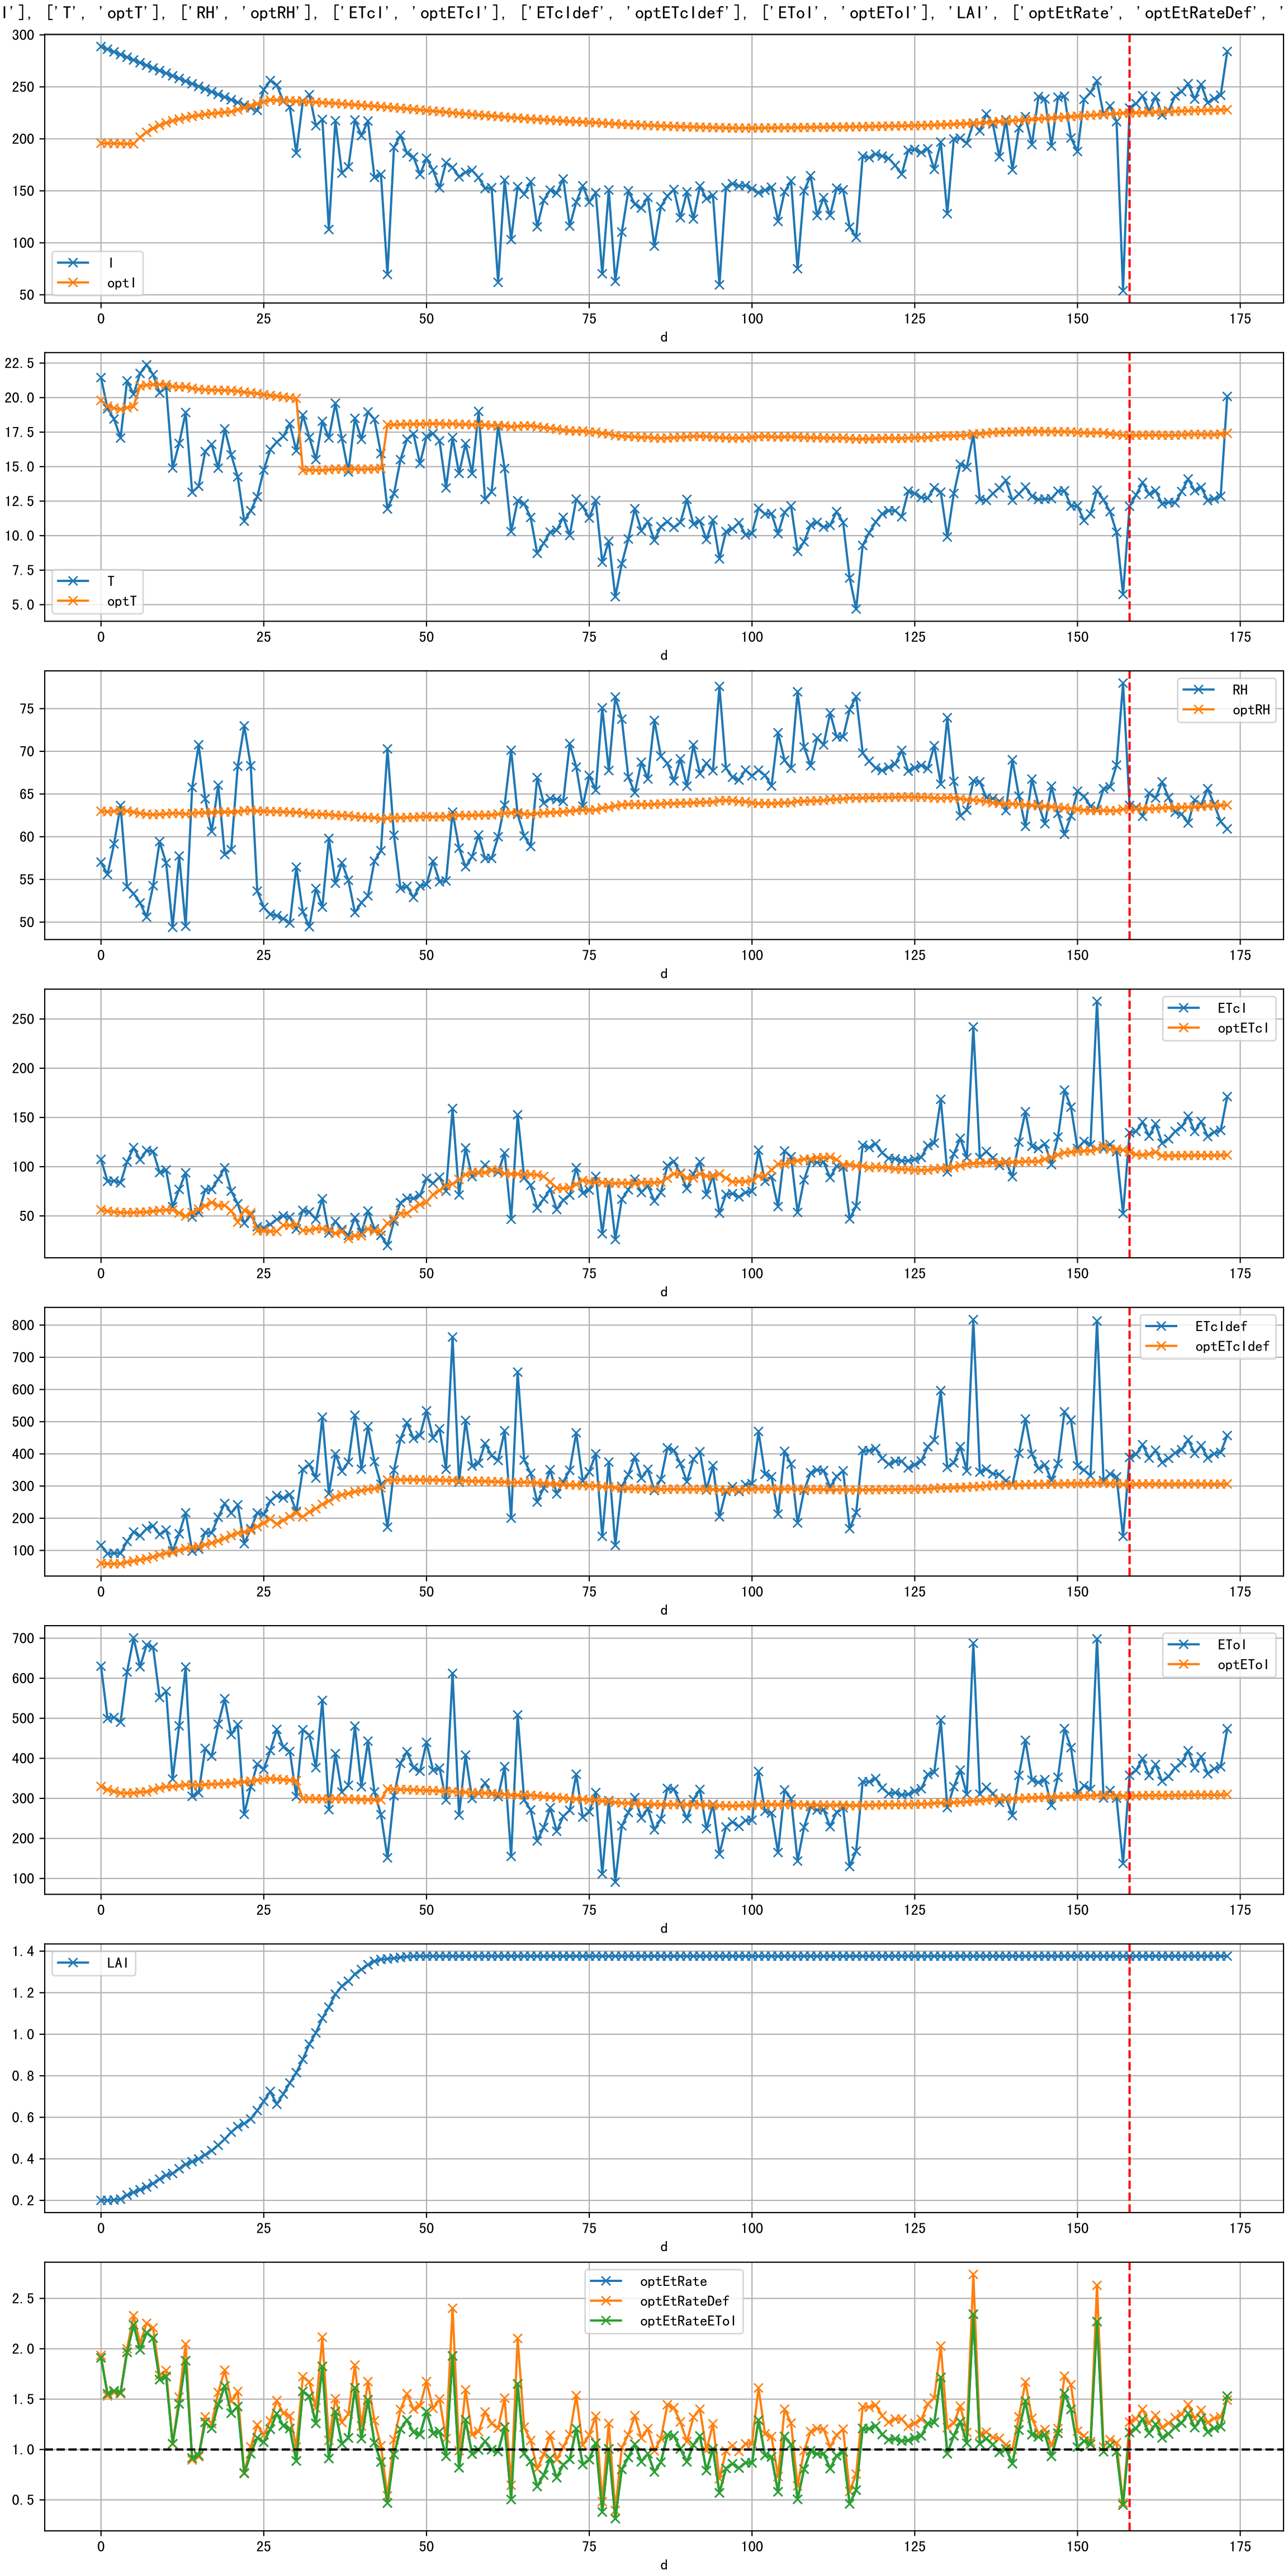 I'], ['T', 'optT'], ['RH', 'optRH'], ['ETcI', 'optETcI'], ['ETcIdef', 'optETcIdef'], ['EToI', 'optEToI'], 'LAI', ['optEtRate', 'optEtRateDef', '
300
250
200
150
100
50
I
optI
0 25 50 75 100 125 150 175
d
22.5
20.0
17.5
15.0
12.5
10.0
7.5
5.0
T
optT
0 25 50 75 100 125 150 175
d
75
70
65
60
55
50
RH
optRH
0 25 50 75 100 125 150 175
d
250
200
150
100
50
ETcI
optETcI
0 25 50 75 100 125 150 175
d
800
700
600
500
400
300
200
100
ETcIdef
optETcIdef
0 25 50 75 100 125 150 175
d
700
600
500
400
300
200
100
EToI
optEToI
0 25 50 75 100 125 150 175
d
1.4
1.2
1.0
0.8
0.6
0.4
0.2
LAI
0 25 50 75 100 125 150 175
d
2.5
2.0
1.5
1.0
0.5
optEtRate
optEtRateDef
optEtRateEToI
0 25 50 75 100 125 150 175
d